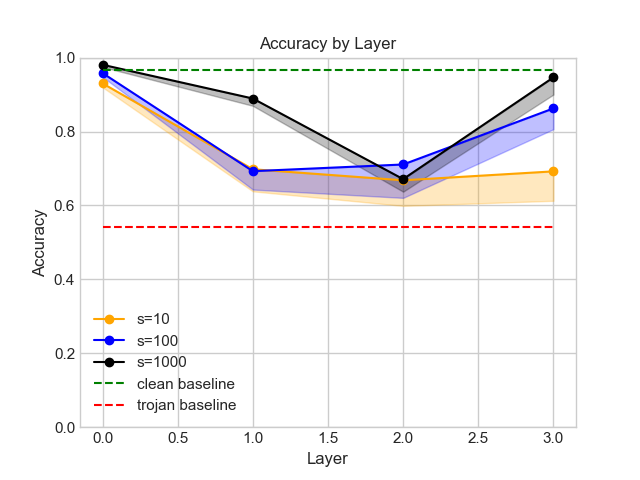 Accuracy by Layer
1.0
0.8
0.6
0.4
0.2
0.0
Accuracy
s=10
s=100
s=1000
clean baseline
trojan baseline
0.0 0.5 1.0 1.5 2.0 2.5 3.0
Layer